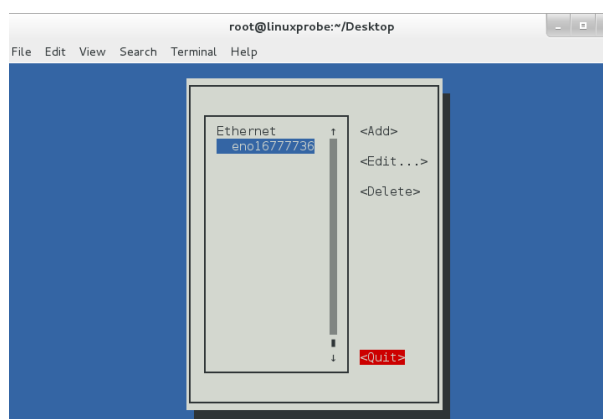 root@linuxprobe:~/Desktop
File Edit View Search Terminal Help
Ethernet ↑ <Add>
eno16777736
<Edit...>
<Delete>
↓ <Quit>